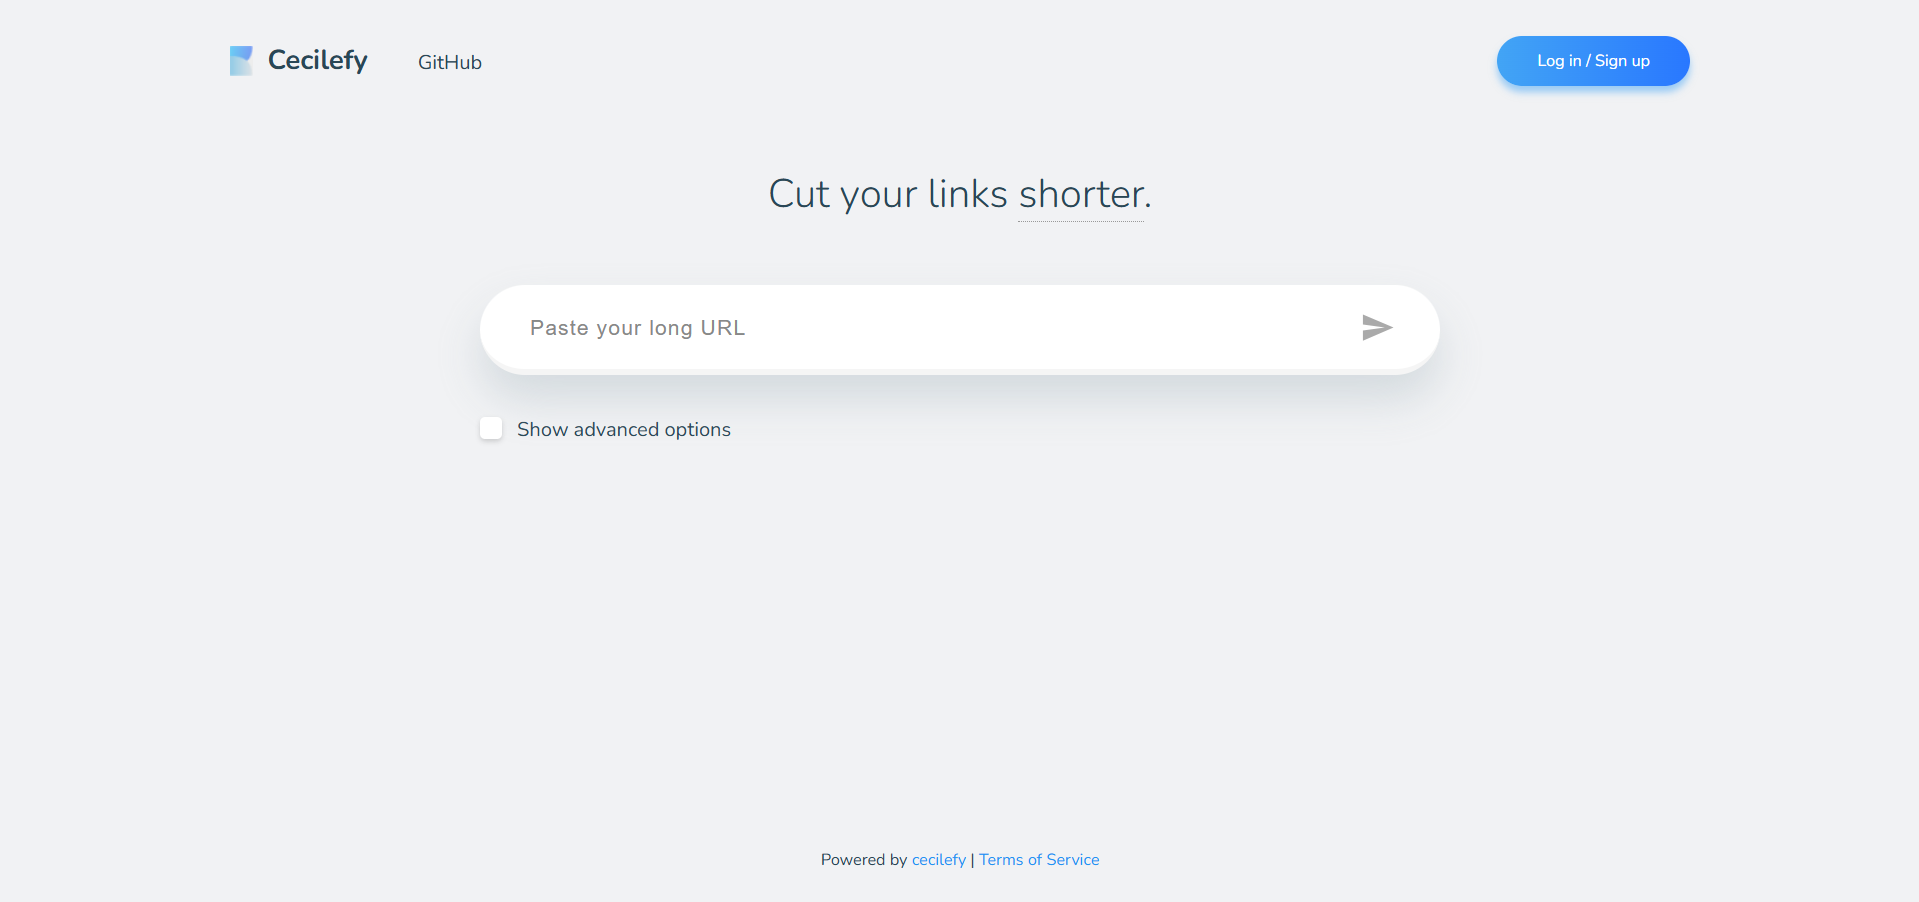 Cecilefy
GitHub
Log in / Sign up
Cut your links shorter.
Paste your long URL
Show advanced options
Powered by cecilefy | Terms of Service